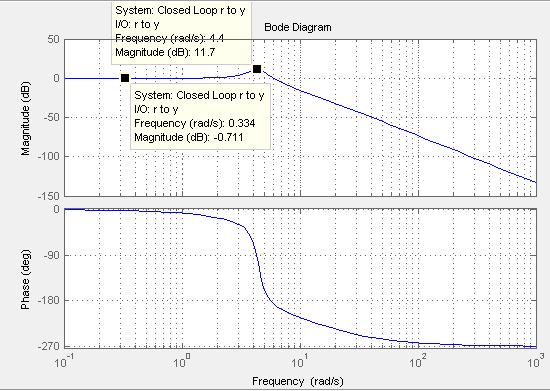 System: Closed Loop r to y
I/O: r to y
Frequency (rad/s): 4.4
Magnitude (dB): 11.7
Bode Diagram
System: Closed Loop r to y
I/O: r to y
Frequency (rad/s): 0.334
Magnitude (dB): -0.711
Magnitude (dB)
50
0
-50
-100
-150
Phase (deg)
0
-90
-180
-270
10^-1
10^0
10^1
10^2
10^3
Frequency (rad/s)